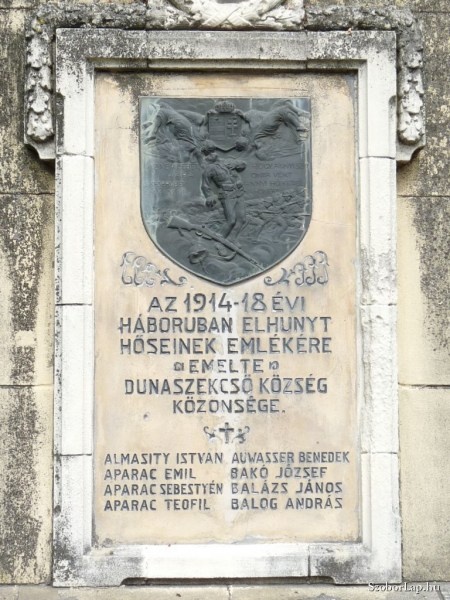 AZ 1914-18 ÉVI
HÁBORUBAN ELHUNYT
HŐSEINEK EMLÉKÉRE
EMELTE
DUNASZEKCSŐ KÖZSÉG
KÖZÖNSÉGE.
ALMASITY ISTVÁN AUWASSER BENEDEK
APARAC EMIL BAKÓ JÓZSEF
APARAC SEBESTYÉN BALÁZS JÁNOS
APARAC TEOFIL BALOG ANDRÁS
SzoborLap.hu